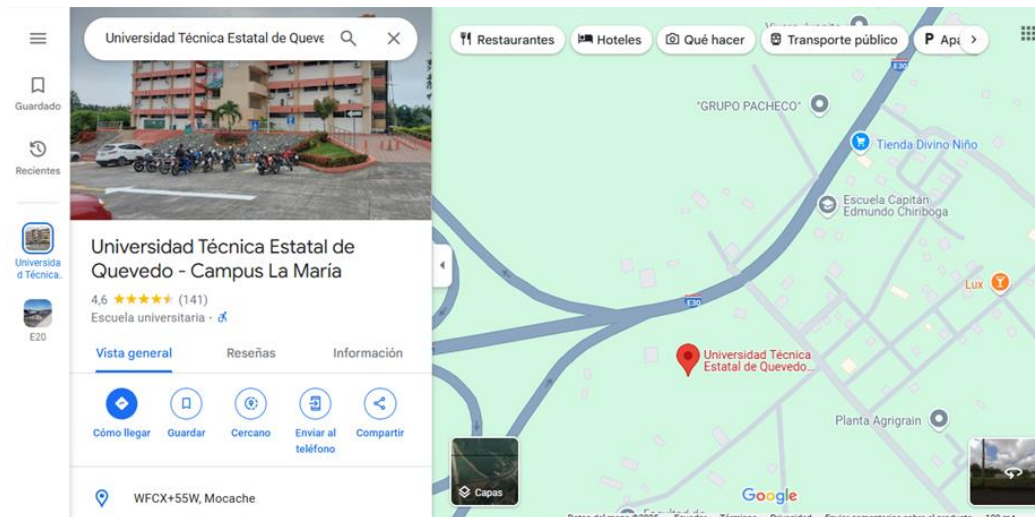 Universidad Técnica Estatal de Queve
Guardado
Recientes
Universida
d Técnica..
E20
Universidad Técnica Estatal de
Quevedo - Campus La María
4,6 (141)
Escuela universitaria ·
Vista general Reseñas Información
Cómo llegar Guardar Cercano Enviar al
teléfono Compartir
WFCX+55W, Mocache
Restaurantes Hoteles Qué hacer Transporte público P
E30
"GRUPO PACHECO"
Tienda Divino Niño
Escuela Capitán
Edmundo Chiriboga
Lux
E30
Universidad Técnica
Estatal de Quevedo...
Planta Agrigrain
Capas
Google